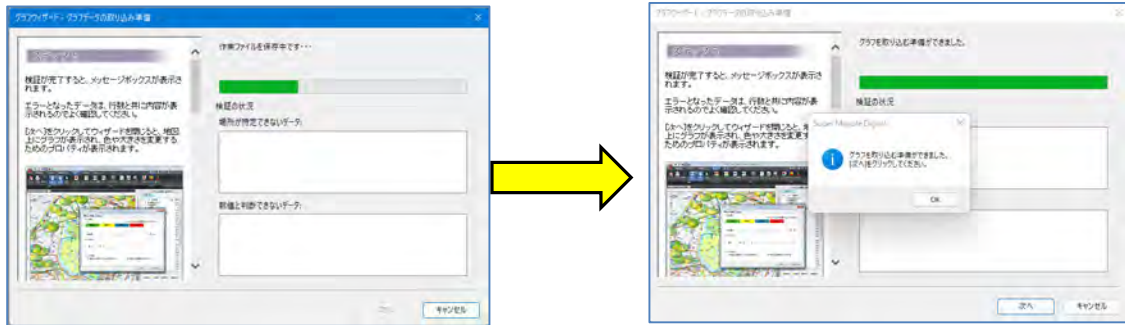 グラフウィザード - グラフデータの取り込み準備
作業ファイルを保存中です・・・
検証が完了すると、メッセージボックスが表示されます。
エラーとなったデータは、行数と共に内容が表示されるのでよく確認してください。
[次へ]をクリックしてウィザードを閉じると、地図上にグラフが表示され、色や大きさを変更するためのプロパティが表示されます。
検証の状況
場所が特定できないデータ:
数値と判断できないデータ:
キャンセル
グラフウィザード - グラフデータの取り込み準備
グラフを取り込む準備ができました。
検証が完了すると、メッセージボックスが表示されます。
エラーとなったデータは、行数と共に内容が表示されるのでよく確認してください。
検証の状況
Super Mapple Digital
グラフを取り込む準備ができました。
[次へ]をクリックしてください。
OK
次へ
キャンセル